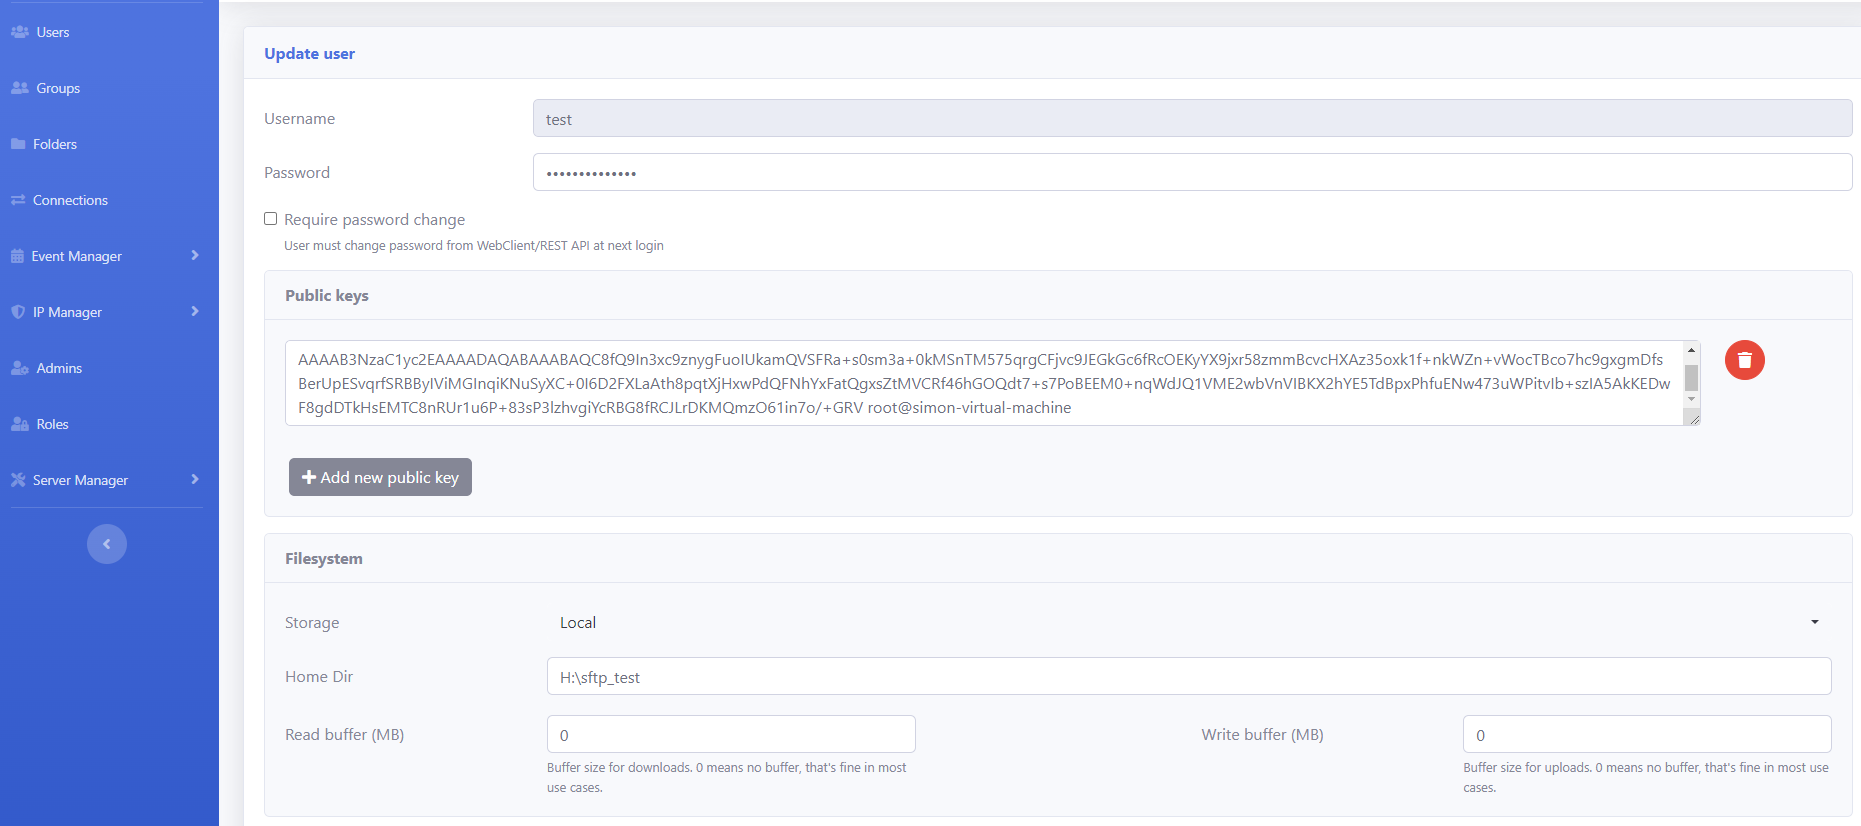 Users
Groups
Folders
Connections
Event Manager
IP Manager
Admins
Roles
Server Manager
Update user
Username
test
Password
••••••••••••••
Require password change
User must change password from WebClient/REST API at next login
Public keys
AAAAB3NzaC1yc2EAAAADAQABAAABAQC8fQ9In3xc9znygFuoIUkamQVSFRa+s0sm3a+0kMSnTM575qrgCFjvc9JEGkGc6fRcOEKyYX9jxr58zmmBcvcHXAz35oxk1f+nkWZn+vWocTBco7hc9gxgmDfs
BerUpESvqrfSRBByIViMGInqiKNuSyXC+0I6D2FXLaAth8pqtXjHxwPdQFNhYxFatQgxsZtMVCRf46hGOQdt7+s7PoBEEM0+nqWdJQ1VME2wbVnVIBKX2hYE5TdBpxPhfuENw473uWPitvIb+szIA5AkKEDw
F8gdDTkHsEMTC8nRUr1u6P+83sP3lzhvgiYcRBG8fRCJLrDKMQmzO61in7o/+GRV root@simon-virtual-machine
Add new public key
Filesystem
Storage
Local
Home Dir
H:\sftp_test
Read buffer (MB)
0
Buffer size for downloads. 0 means no buffer, that's fine in most
use cases.
Write buffer (MB)
0
Buffer size for uploads. 0 means no buffer, that's fine in most use
cases.